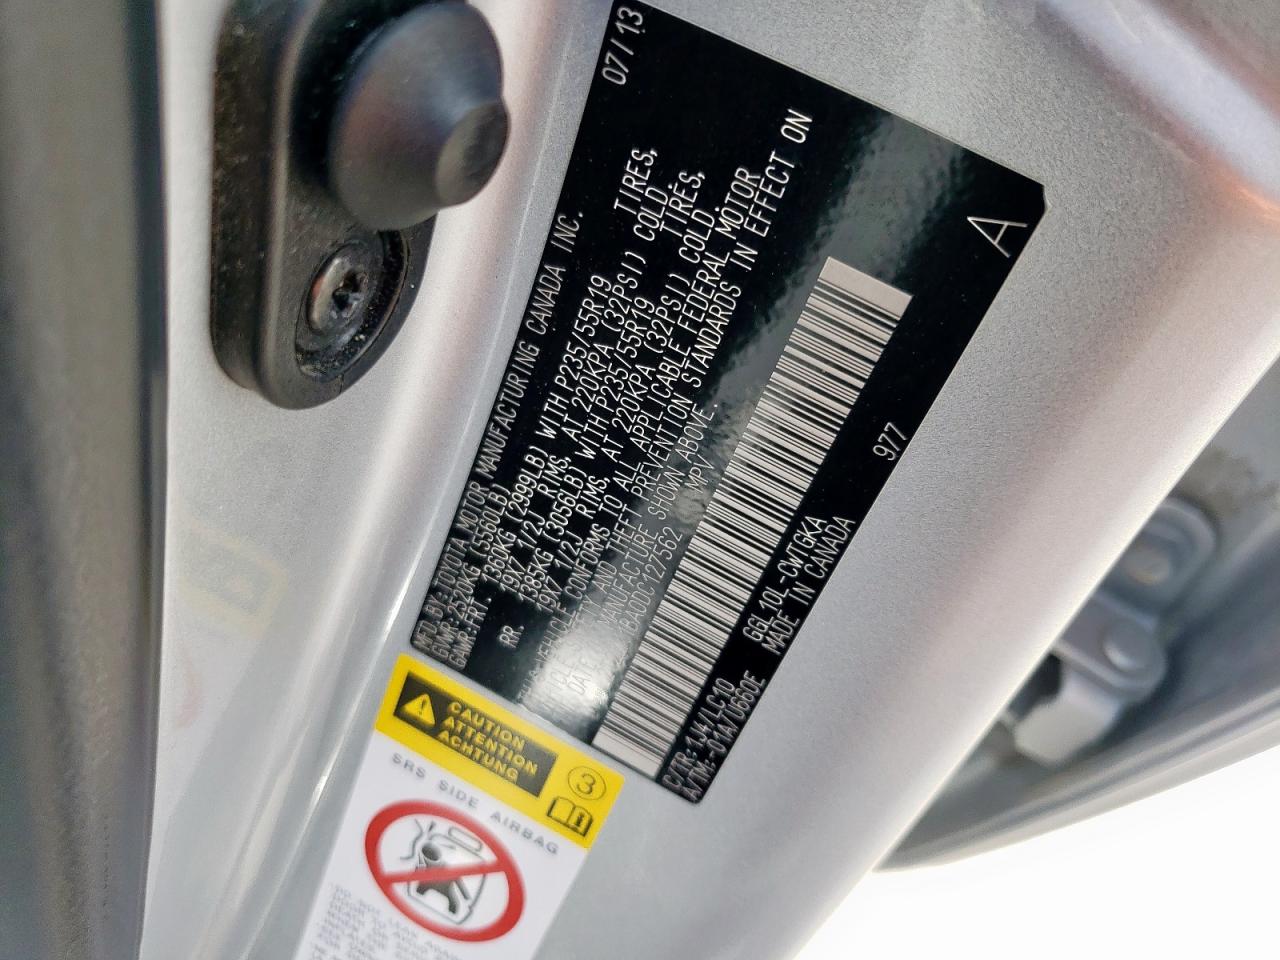 MFD. BY: TOYOTA MOTOR MANUFACTURING CANADA INC. 07/13
GVWR: 2520KG (5560LB)
GAWR: FRT. 1360KG (2999LB) WITH P235/55R19 TIRES,
19X7 1/2J RIMS, AT 220KPA (32PSI) COLD.
RR. 1385KG (3056LB) WITH P235/55R19 TIRES,
19X7 1/2J RIMS, AT 220KPA (32PSI) COLD.
THIS VEHICLE CONFORMS TO ALL APPLICABLE FEDERAL MOTOR
VEHICLE AND THEFT PREVENTION STANDARDS IN EFFECT ON
DATE MANUFACTURE SHOWN ABOVE.
BA0DC127562 MPV
A
C/TR: 1J4/LC10 GGL10L-CWTGKA 977
A/TM: -01A/U660E MADE IN CANADA
CAUTION
ATTENTION
ACHTUNG
3
SRS SIDE AIRBAG